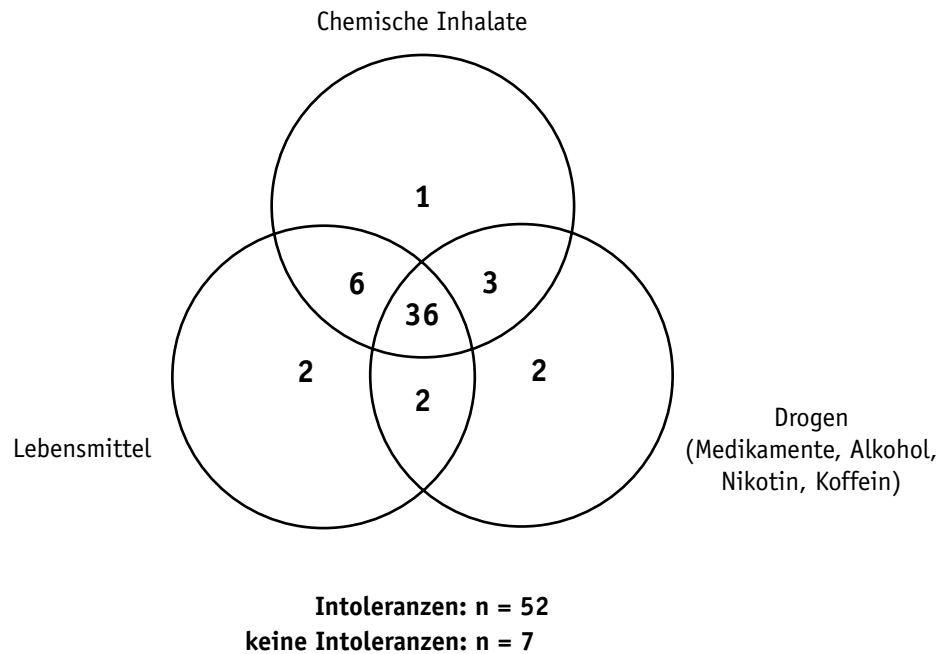 Chemische Inhalate
1
6
3
36
2
2
2
Lebensmittel
Drogen
(Medikamente, Alkohol,
Nikotin, Koffein)
Intoleranzen: n = 52
keine Intoleranzen: n = 7